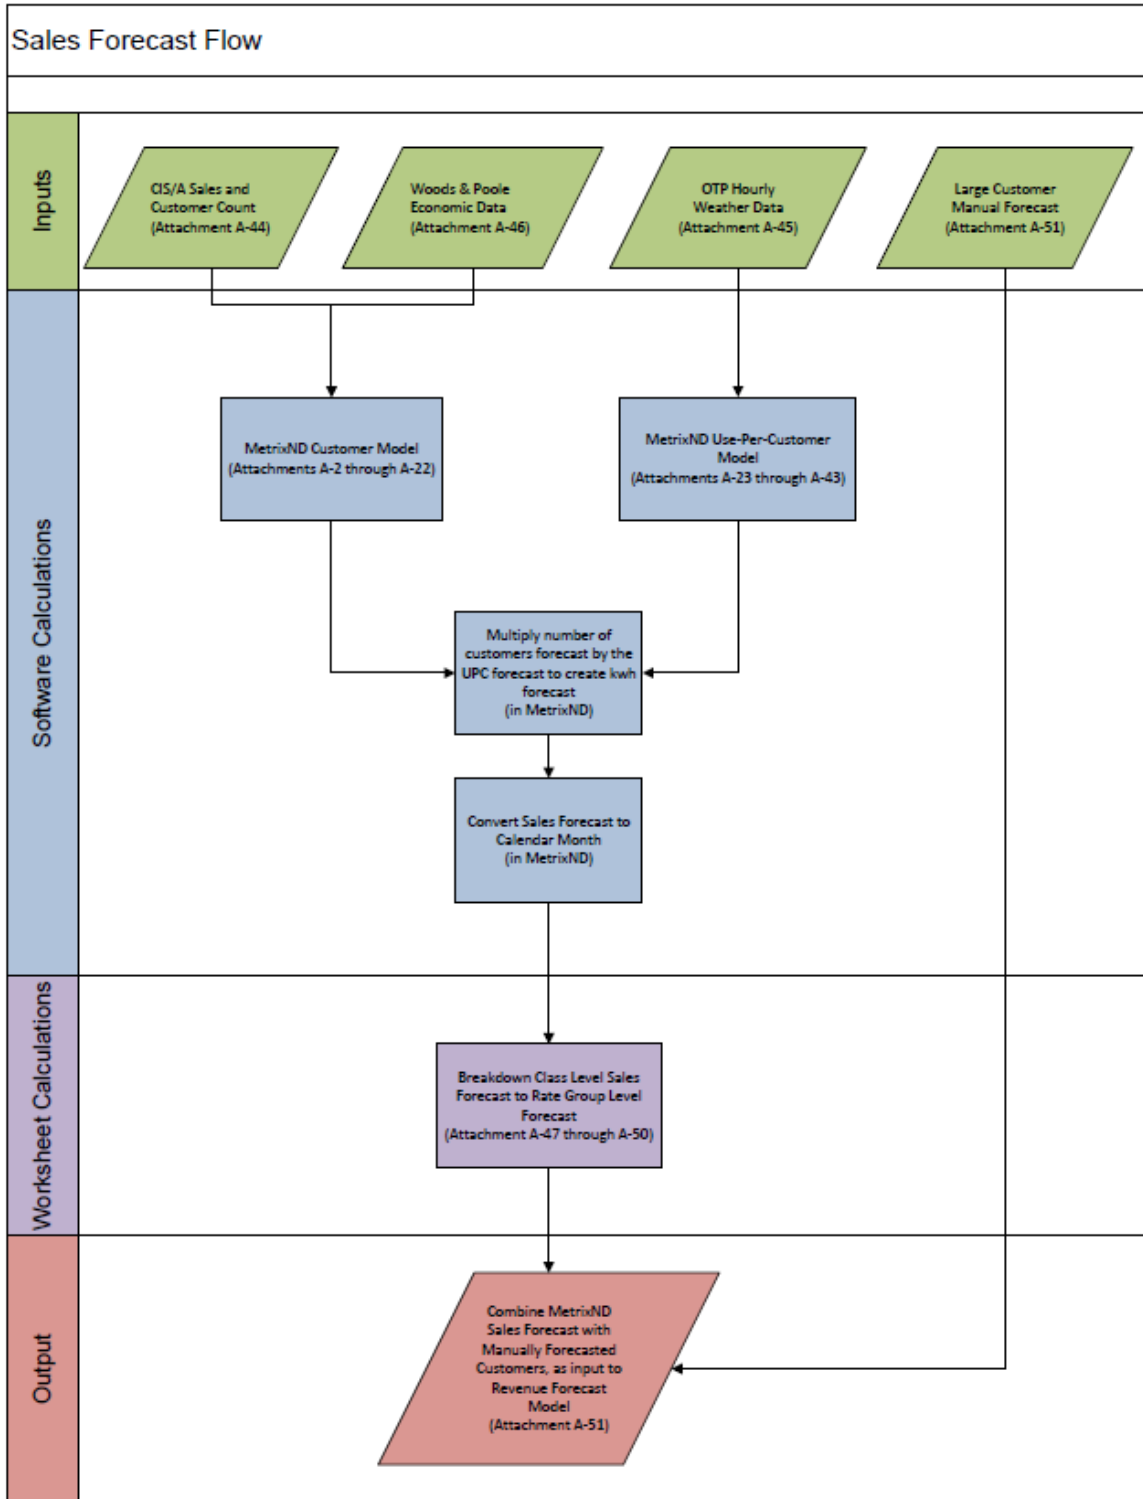 Sales Forecast Flow
Inputs
CIS/A Sales and
Customer Count
(Attachment A-44)
Woods & Poole
Economic Data
(Attachment A-46)
OTP Hourly
Weather Data
(Attachment A-45)
Large Customer
Manual Forecast
(Attachment A-51)
Software Calculations
MetrixND Customer Model
(Attachments A-2 through A-22)
MetrixND Use-Per-Customer
Model
(Attachments A-23 through A-43)
Multiply number of
customers forecast by the
UPC forecast to create kwh
forecast
(in MetrixND)
Convert Sales Forecast to
Calendar Month
(in MetrixND)
Worksheet Calculations
Breakdown Class Level Sales
Forecast to Rate Group Level
Forecast
(Attachment A-47 through A-50)
Output
Combine MetrixND
Sales Forecast with
Manually Forecasted
Customers, as input to
Revenue Forecast
Model
(Attachment A-51)